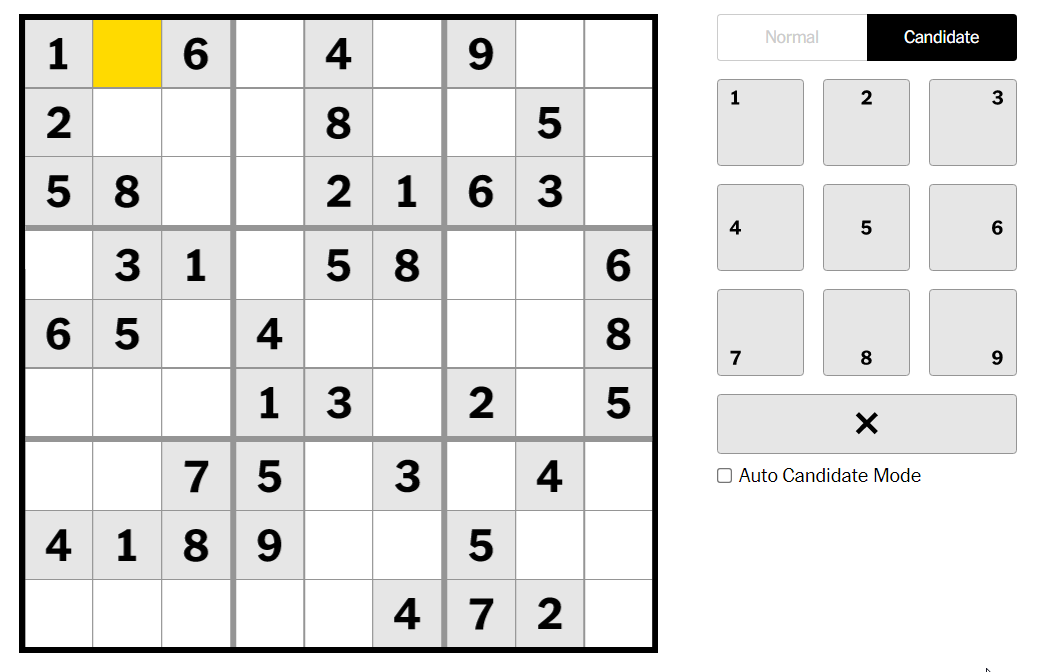 1 6 4 9
2 8 5
5 8 2 1 6 3
3 1 5 8 6
6 5 4 8
1 3 2 5
7 5 3 4
4 1 8 9 5
4 7 2
Normal Candidate
1 2 3
4 5 6
7 8 9
Auto Candidate Mode